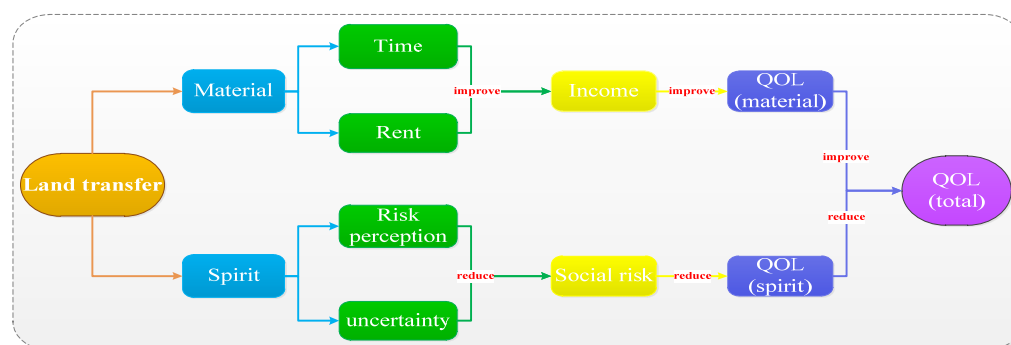 Time
Material
improve
Income
improve
QOL
(material)
Rent
improve
Land transfer
QOL
(total)
reduce
Risk
perception
Spirit
reduce
Social risk
reduce
QOL
(spirit)
uncertainty